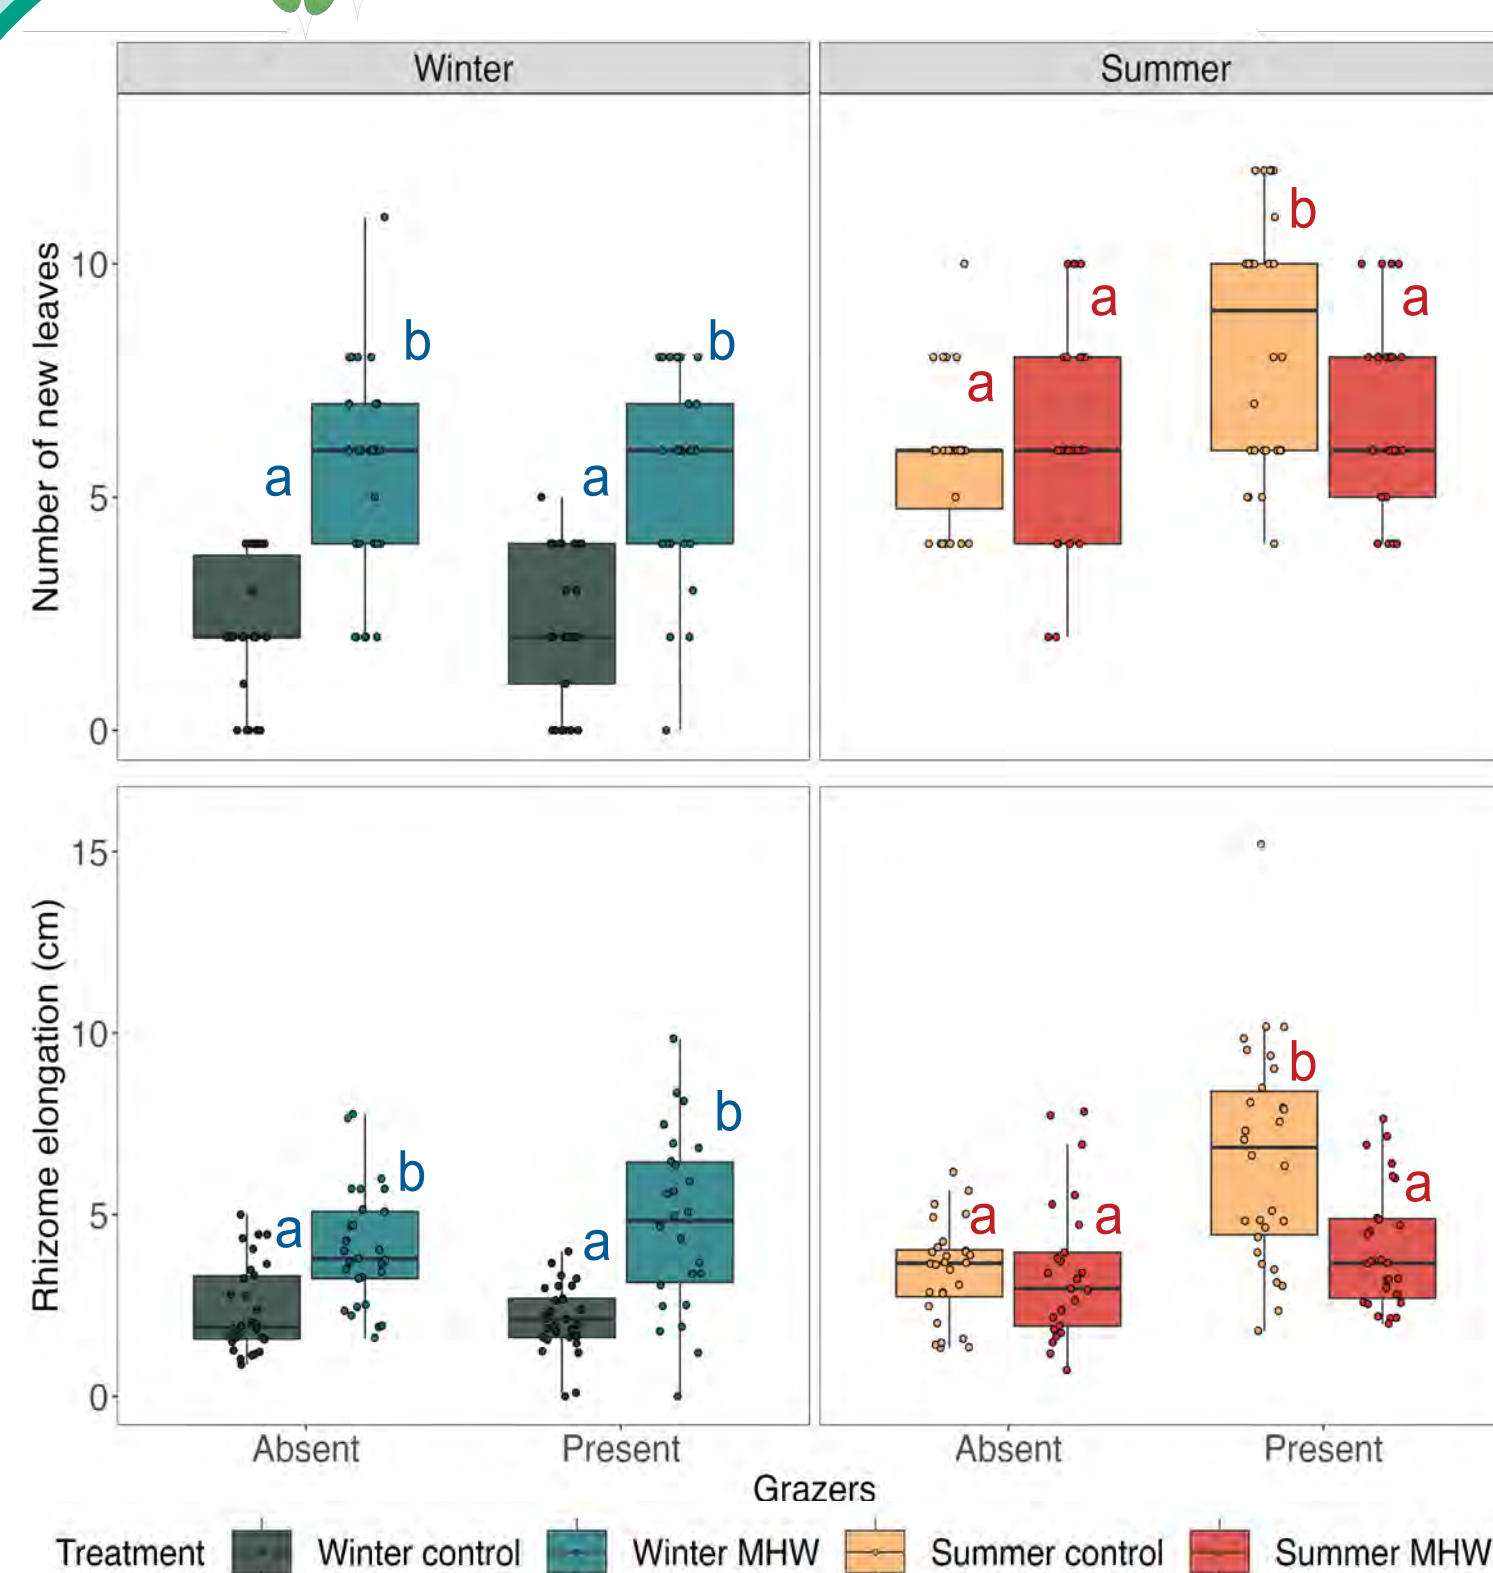 Winter Summer
Number of new leaves
10
5
0
a b a b
a a b a
Rhizome elongation (cm)
15
10
5
0
a b a b
a a b a
Absent Present Absent Present
Grazers
Treatment Winter control Winter MHW Summer control Summer MHW